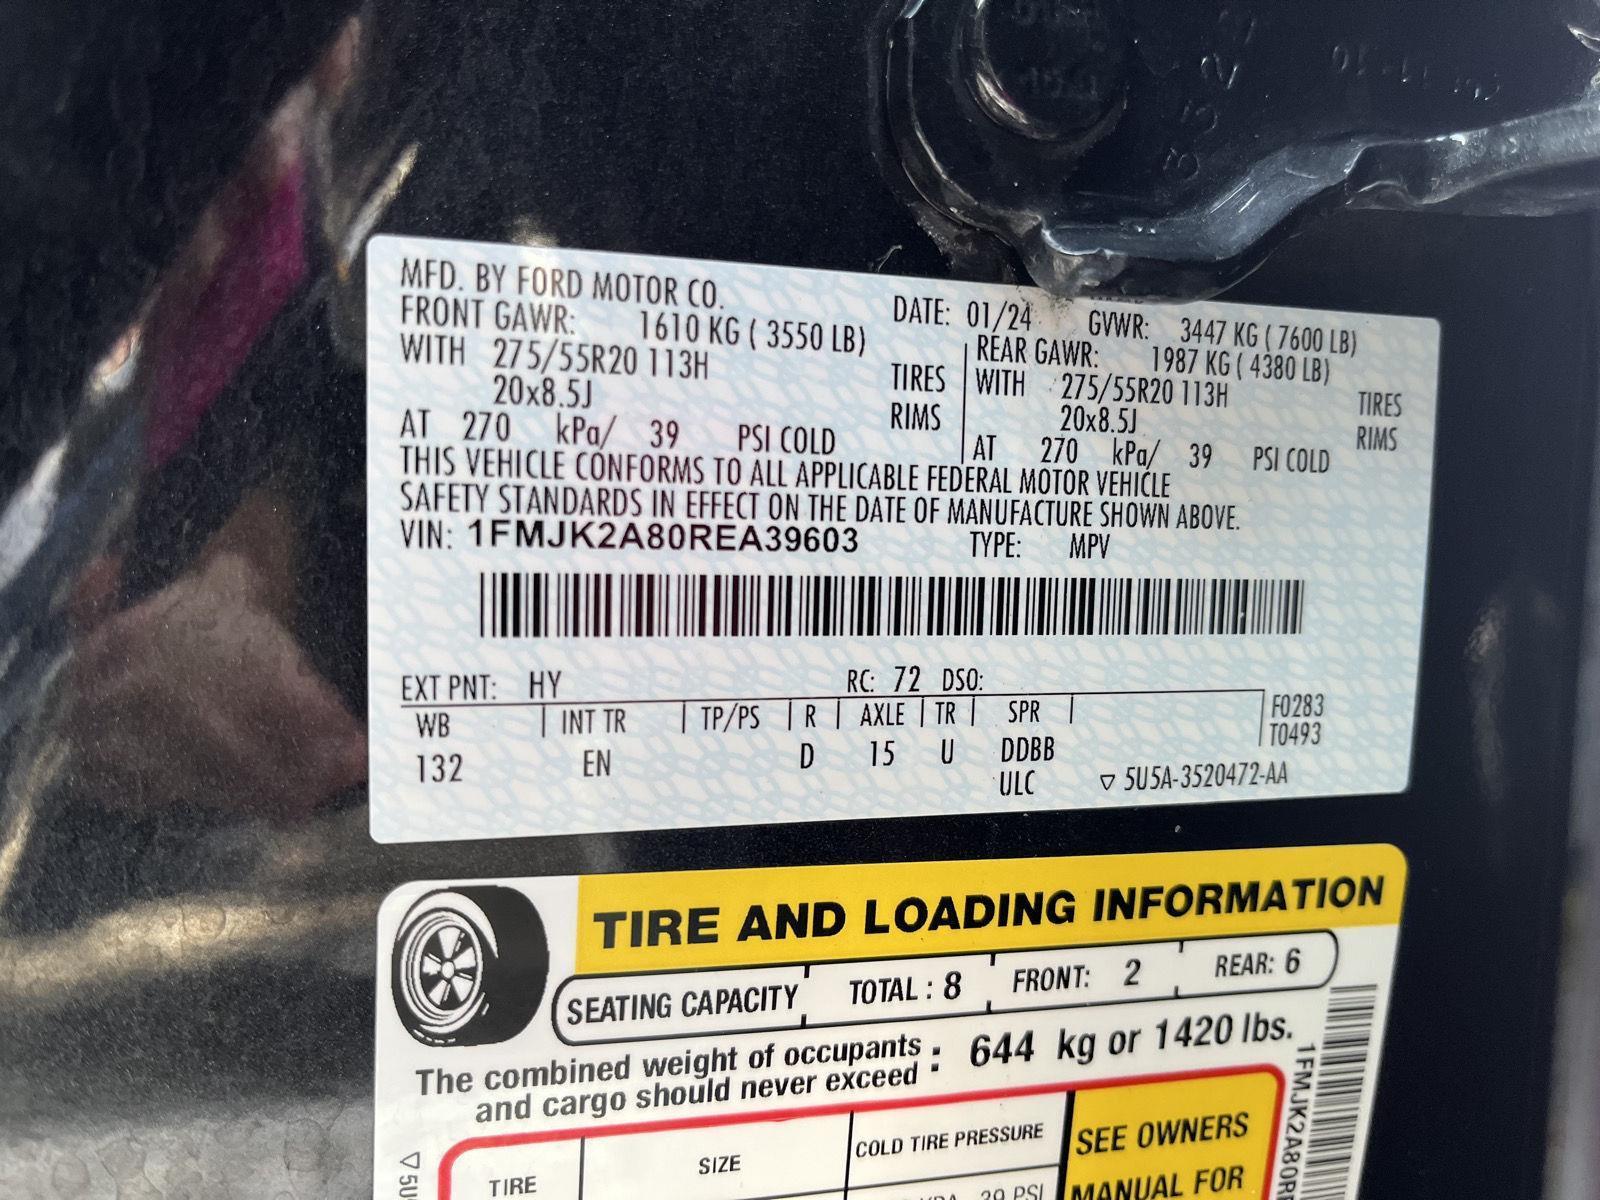 MFD. BY FORD MOTOR CO.
DATE: 01/24 GVWR: 3447 KG ( 7600 LB)
FRONT GAWR: 1610 KG ( 3550 LB)
WITH 275/55R20 113H TIRES
20x8.5J RIMS
AT 270 kPa/ 39 PSI COLD
REAR GAWR: 1987 KG ( 4380 LB)
WITH 275/55R20 113H TIRES
20x8.5J RIMS
AT 270 kPa/ 39 PSI COLD
THIS VEHICLE CONFORMS TO ALL APPLICABLE FEDERAL MOTOR VEHICLE
SAFETY STANDARDS IN EFFECT ON THE DATE OF MANUFACTURE SHOWN ABOVE.
VIN: 1FMJK2A80REA39603 TYPE: MPV
EXT PNT: HY RC: 72 DSO:
WB | INT TR | TP/PS | R | AXLE | TR | SPR | F0283
T0493
132 EN D 15 U DDBB
ULC ▽ 5U5A-3520472-AA
TIRE AND LOADING INFORMATION
SEATING CAPACITY TOTAL : 8 FRONT: 2 REAR: 6
The combined weight of occupants
and cargo should never exceed : 644 kg or 1420 lbs.
TIRE SIZE COLD TIRE PRESSURE
39 PSI
SEE OWNERS
MANUAL FOR
1FMJK2A80R
▽ 5U